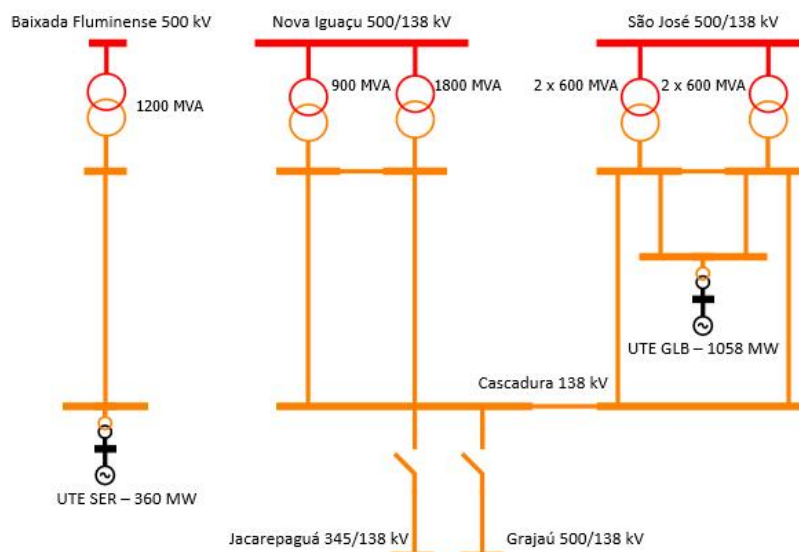 Baixada Fluminense 500 kV
Nova Iguaçu 500/138 kV
São José 500/138 kV
1200 MVA
900 MVA
1800 MVA
2 x 600 MVA
2 x 600 MVA
UTE GLB – 1058 MW
Cascadura 138 kV
UTE SER – 360 MW
Jacarepaguá 345/138 kV
Grajaú 500/138 kV